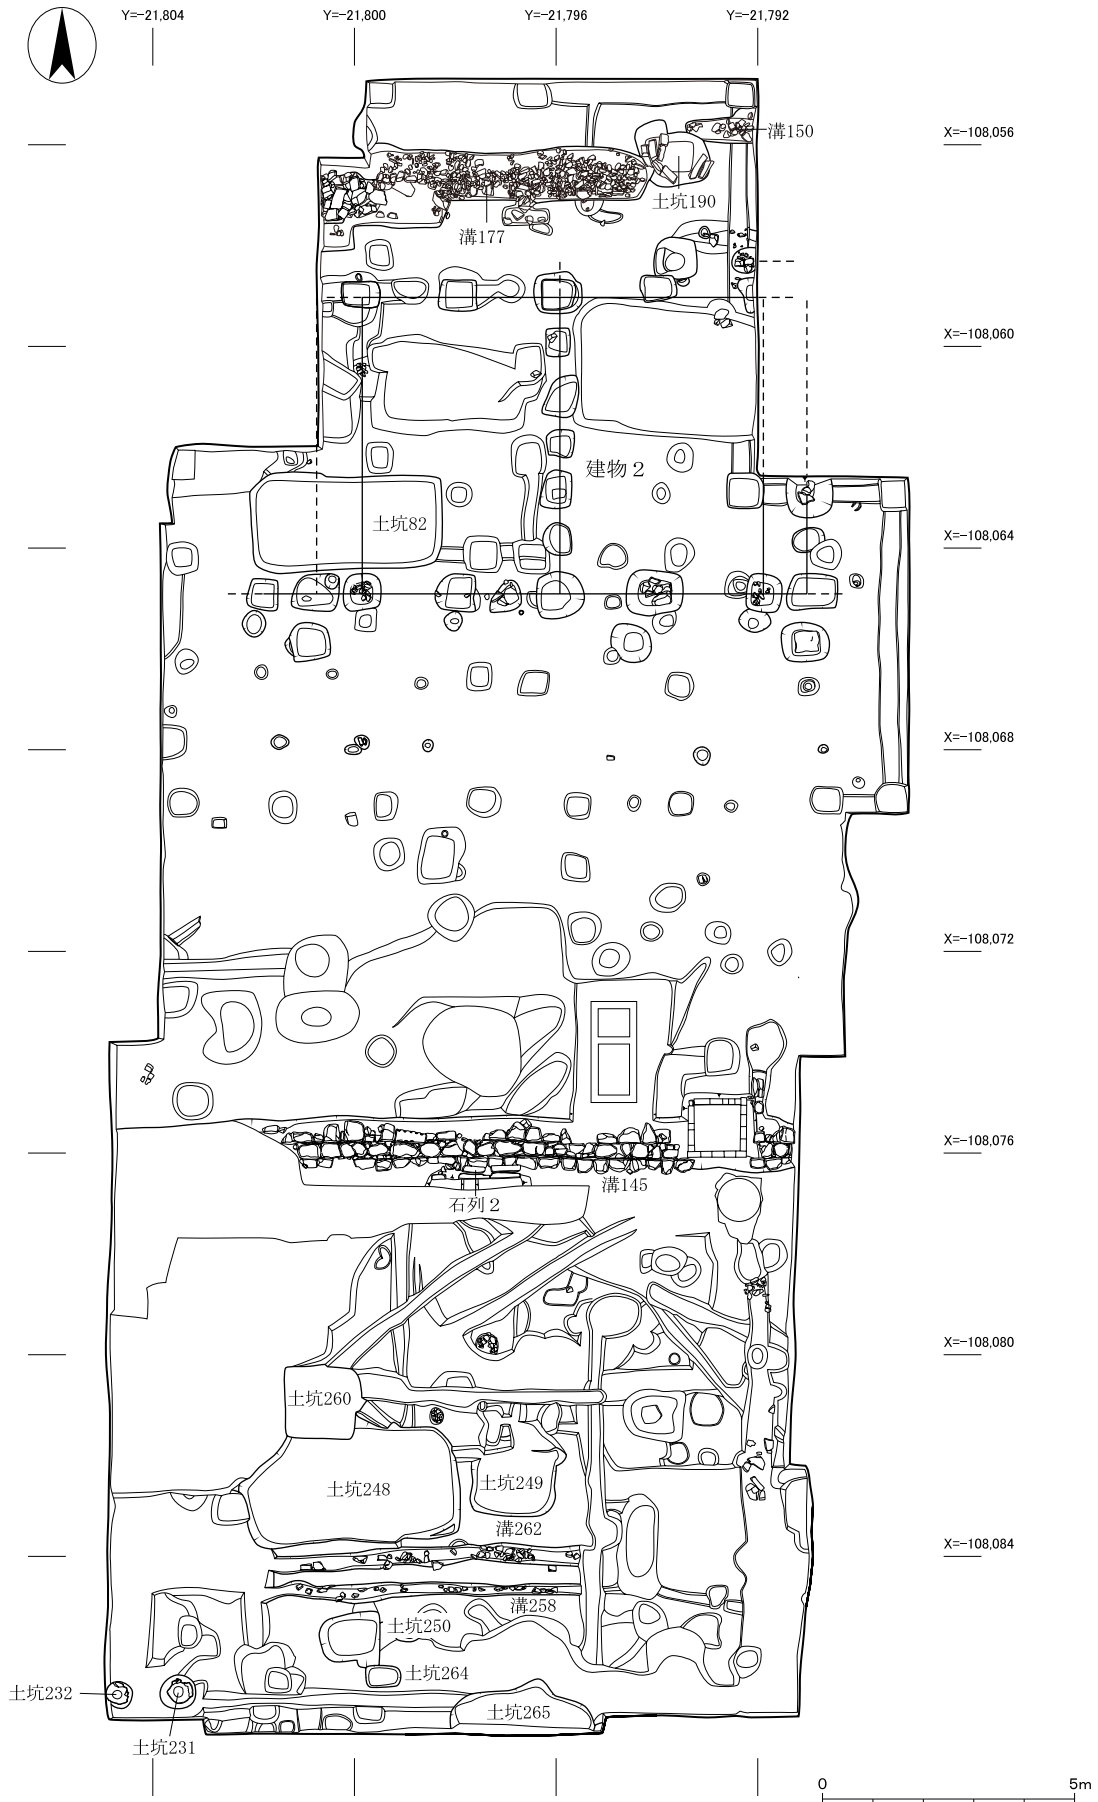 Y=-21,804
Y=-21,800
Y=-21,796
Y=-21,792
溝150
X=-108,056
土坑190
溝177
X=-108,060
建物2
土坑82
X=-108,064
X=-108,068
X=-108,072
X=-108,076
溝145
石列2
X=-108,080
土坑260
土坑248
土坑249
溝262
X=-108,084
溝258
土坑250
土坑264
土坑232
土坑265
土坑231
0
5m